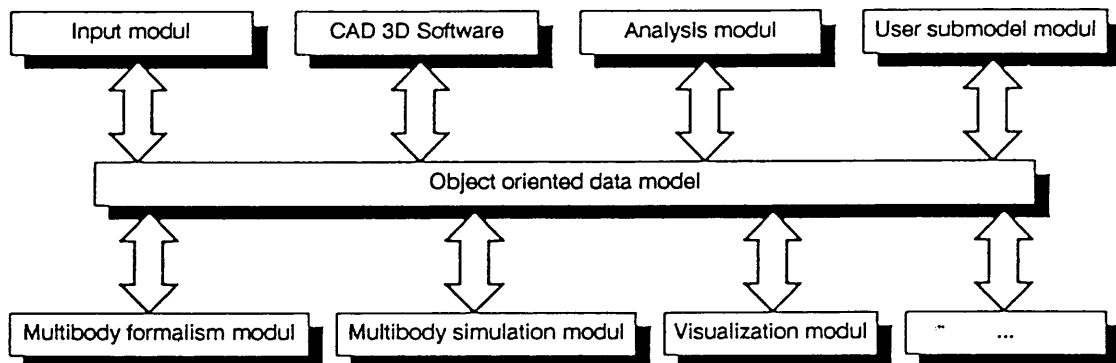 Input modul
CAD 3D Software
Analysis modul
User submodel modul
Object oriented data model
Multibody formalism modul
Multibody simulation modul
Visualization modul
...